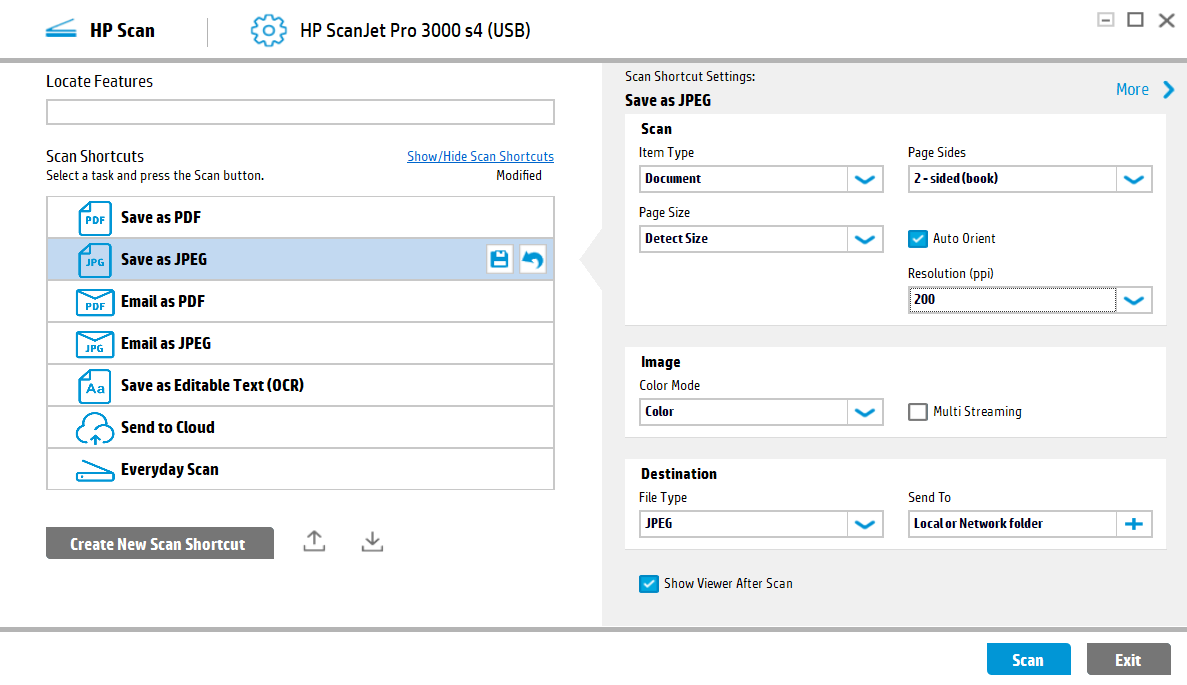 HP Scan
HP ScanJet Pro 3000 s4 (USB)
Locate Features
Scan Shortcuts
Show/Hide Scan Shortcuts
Select a task and press the Scan button.
Modified
PDF
Save as PDF
JPG
Save as JPEG
PDF
Email as PDF
JPG
Email as JPEG
Aa
Save as Editable Text (OCR)
Send to Cloud
Everyday Scan
Create New Scan Shortcut
Scan Shortcut Settings:
More
Save as JPEG
Scan
Item Type
Page Sides
Document
2 - sided (book)
Page Size
Detect Size
Auto Orient
Resolution (ppi)
200
Image
Color Mode
Color
Multi Streaming
Destination
File Type
Send To
JPEG
Local or Network folder
Show Viewer After Scan
Scan
Exit